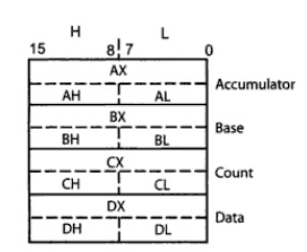 H L
15 8 7 0
AX
AH AL Accumulator
BX
BH BL Base
CX
CH CL Count
DX
DH DL Data